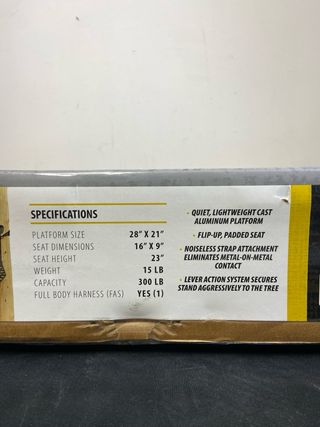 SPECIFICATIONS
PLATFORM SIZE 28" X 21"
SEAT DIMENSIONS 16" X 9"
SEAT HEIGHT 23"
WEIGHT 15 LB
CAPACITY 300 LB
FULL BODY HARNESS (FAS) YES (1)
• QUIET, LIGHTWEIGHT CAST
ALUMINUM PLATFORM
• FLIP-UP, PADDED SEAT
• NOISELESS STRAP ATTACHMENT
ELIMINATES METAL-ON-METAL
CONTACT
• LEVER ACTION SYSTEM SECURES
STAND AGGRESSIVELY TO THE TREE